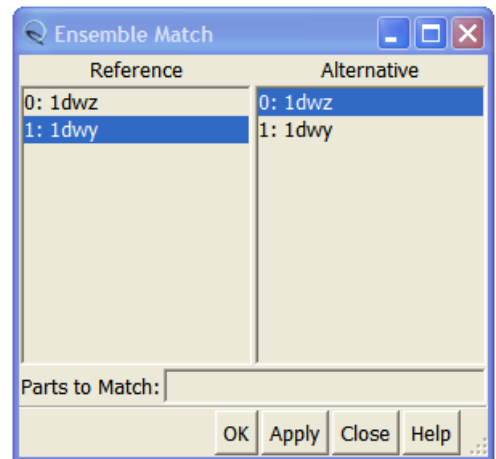 Ensemble Match
Reference Alternative
0: 1dwz 0: 1dwz
1: 1dwy 1: 1dwy
Parts to Match:
OK Apply Close Help